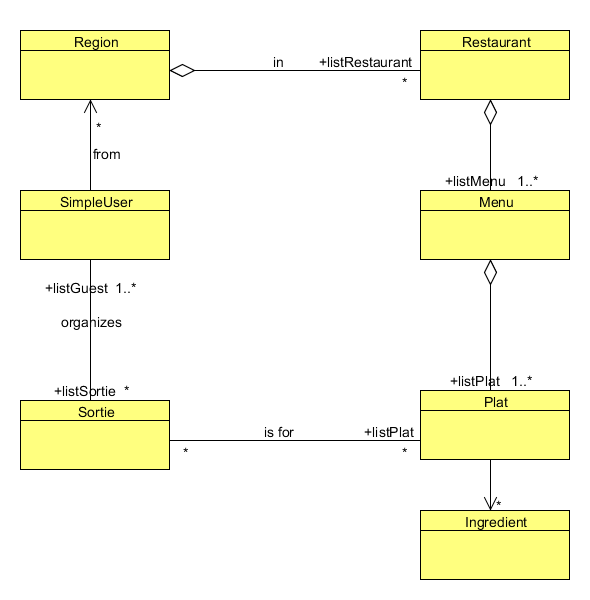 Region
Restaurant
in
+listRestaurant
*
*
from
+listMenu 1..*
SimpleUser
Menu
+listGuest 1..*
organizes
+listSortie *
+listPlat 1..*
Sortie
Plat
is for
+listPlat
*
*
*
Ingredient